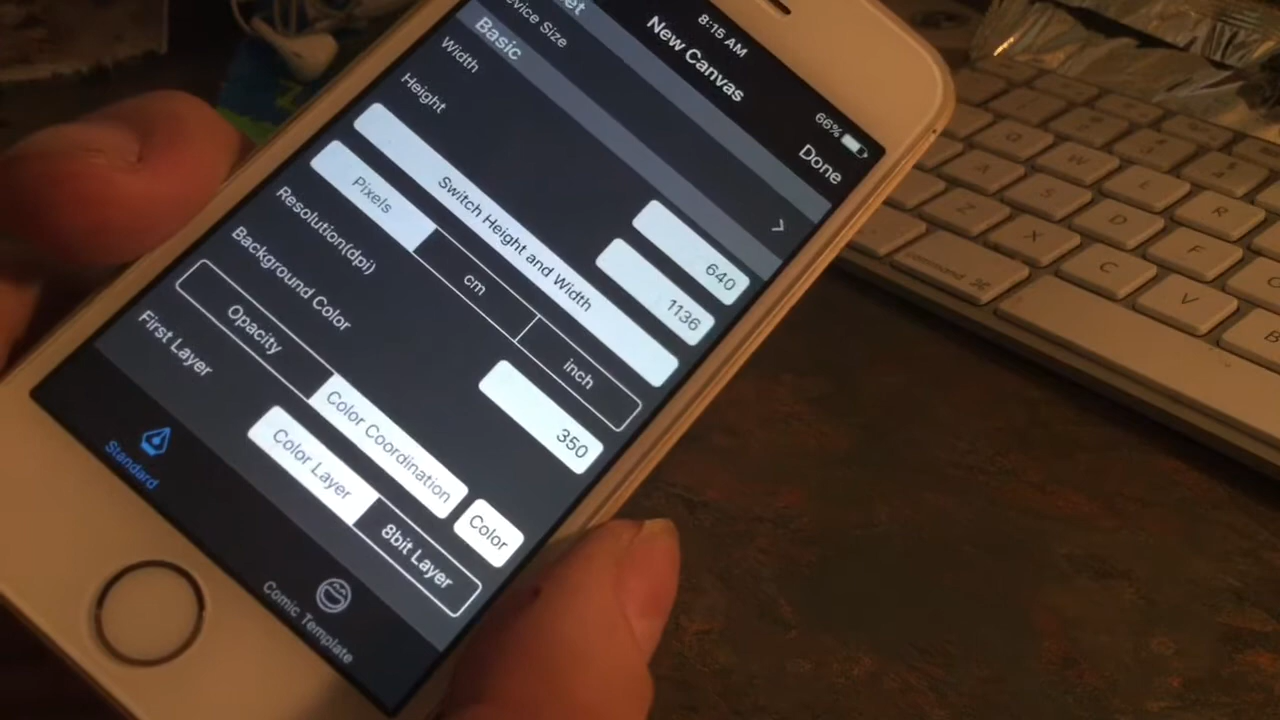 8:15 AM
66%
New Canvas
Done
Device Size
Basic
Width
640
Height
1136
Switch Height and Width
Pixels
cm
inch
Resolution(dpi)
350
Background Color
Opacity
Color Coordination
Color
First Layer
Color Layer
8bit Layer
Standard
Comic Template
Q
W
E
R
A
S
D
F
Z
X
C
V
B
command ⌘